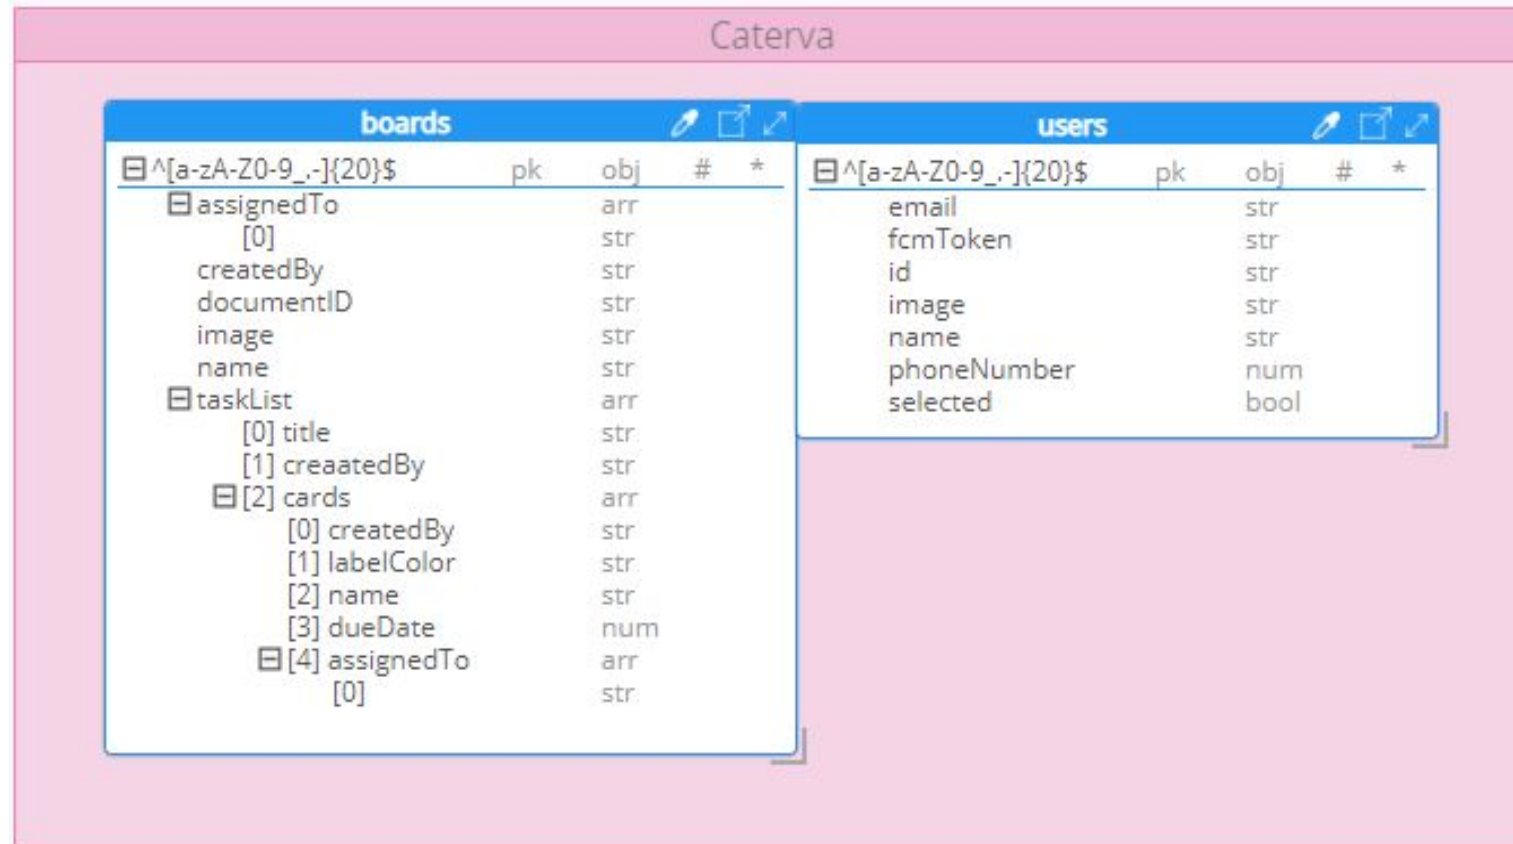 Caterva
boards
^[a-zA-Z0-9_.-]{20}$ pk obj # *
assignedTo arr
[0] str
createdBy str
documentID str
image str
name str
taskList arr
[0] title str
[1] creaatedBy str
[2] cards arr
[0] createdBy str
[1] labelColor str
[2] name str
[3] dueDate num
[4] assignedTo arr
[0] str
users
^[a-zA-Z0-9_.-]{20}$ pk obj # *
email str
fcmToken str
id str
image str
name str
phoneNumber num
selected bool